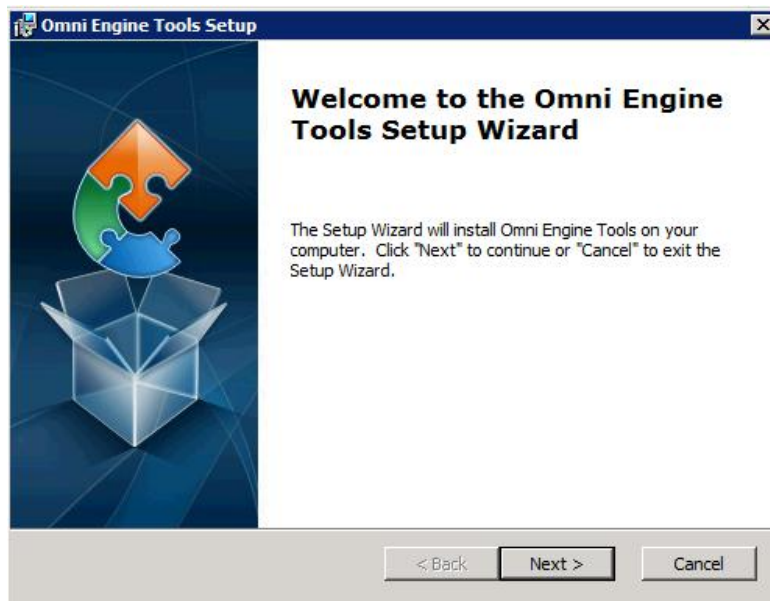 Omni Engine Tools Setup
Welcome to the Omni Engine
Tools Setup Wizard
The Setup Wizard will install Omni Engine Tools on your
computer. Click "Next" to continue or "Cancel" to exit the
Setup Wizard.
< Back
Next >
Cancel